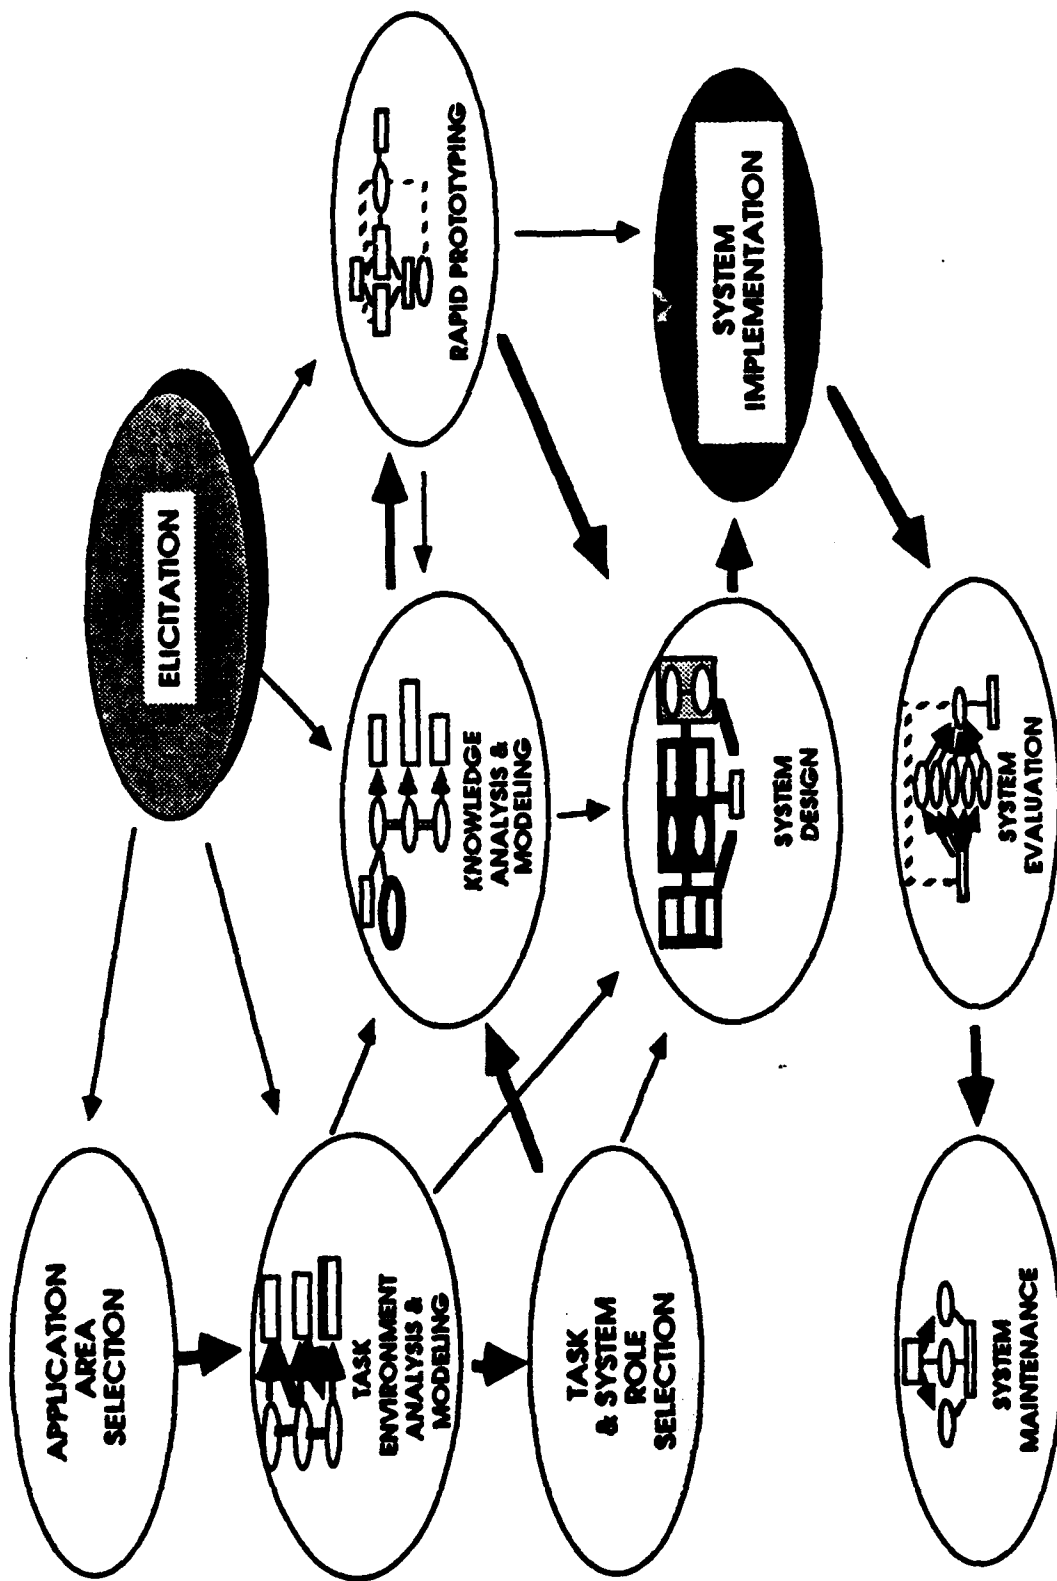 APPLICATION
AREA
SELECTION
TASK
ENVIRONMENT
ANALYSIS &
MODELING
TASK
& SYSTEM
ROLE
SELECTION
SYSTEM
MAINTENANCE
ELICITATION
KNOWLEDGE
ANALYSIS &
MODELING
SYSTEM
DESIGN
SYSTEM
EVALUATION
RAPID PROTOTYPING
SYSTEM
IMPLEMENTATION